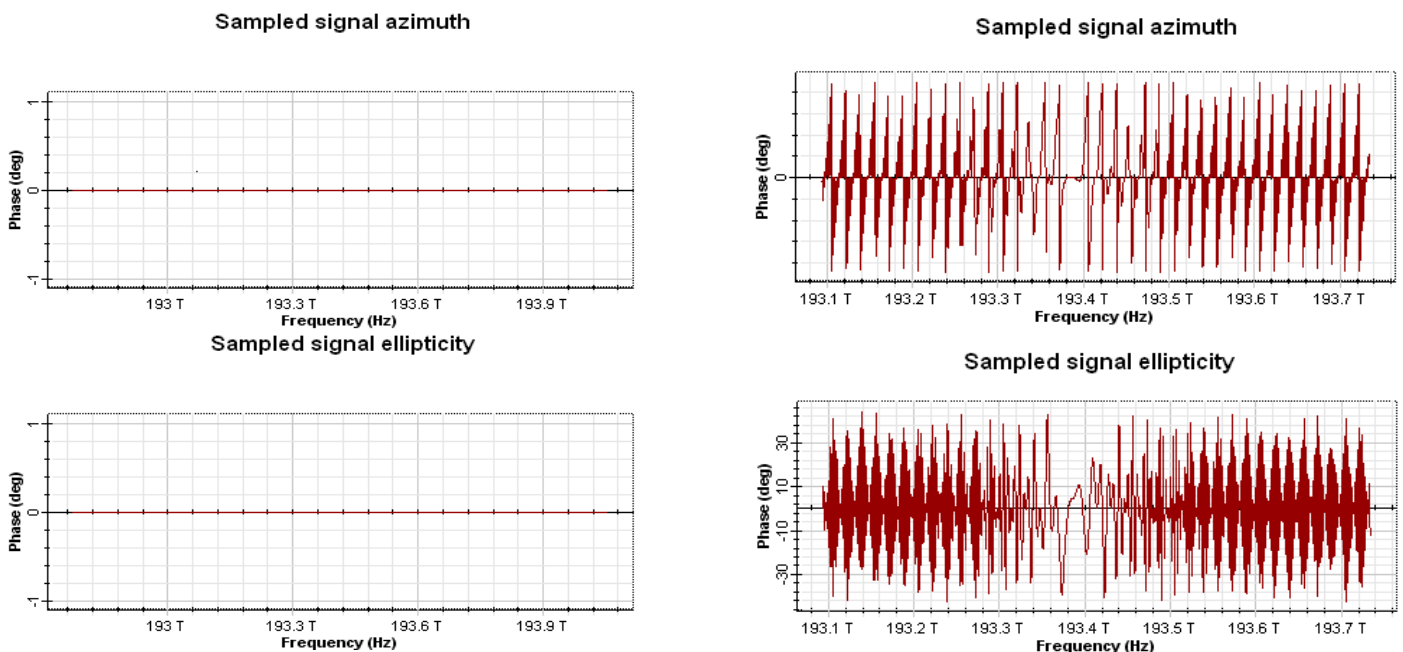 Sampled signal azimuth
1
0
-1
Phase (deg)
193 T 193.3 T 193.6 T 193.9 T
Frequency (Hz)
Sampled signal ellipticity
1
0
-1
Phase (deg)
193 T 193.3 T 193.6 T 193.9 T
Frequency (Hz)
Sampled signal azimuth
0
Phase (deg)
193.1 T 193.2 T 193.3 T 193.4 T 193.5 T 193.6 T 193.7 T
Frequency (Hz)
Sampled signal ellipticity
30
10
-10
-30
Phase (deg)
193.1 T 193.2 T 193.3 T 193.4 T 193.5 T 193.6 T 193.7 T
Frequency (Hz)